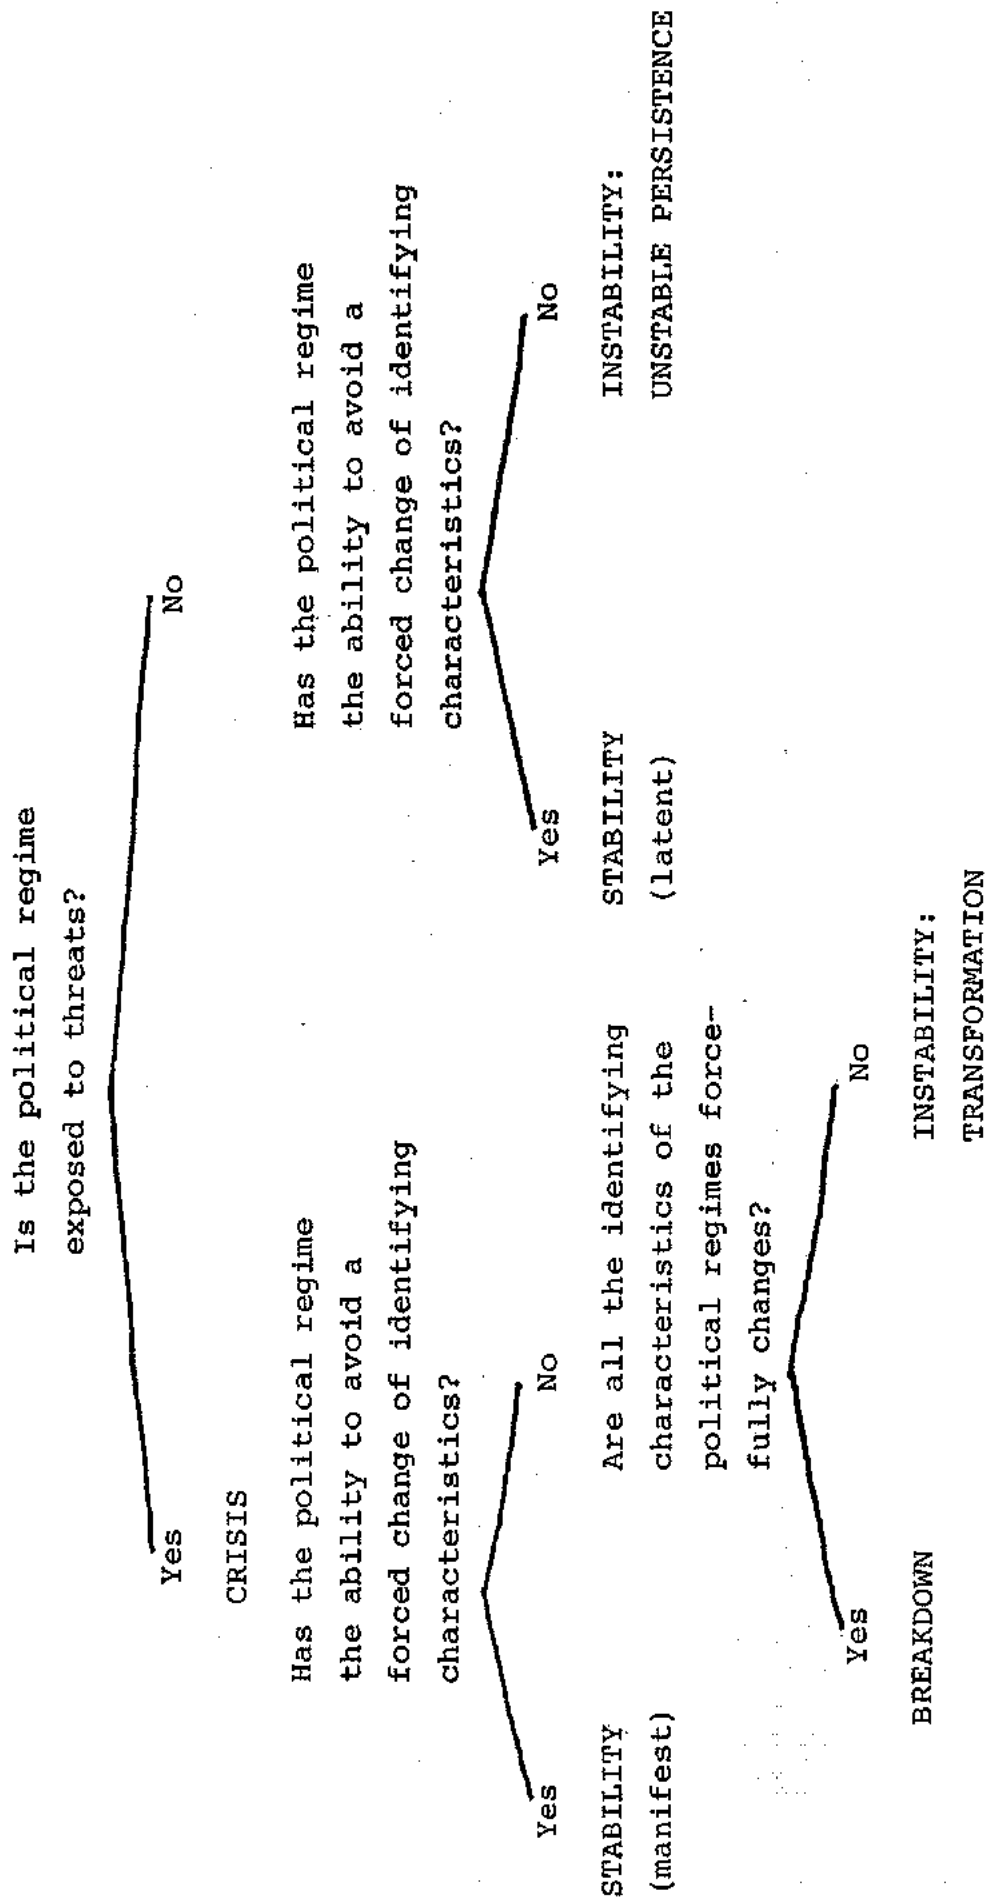 Is the political regime
exposed to threats?
Yes
No
CRISIS
Has the political regime
the ability to avoid a
forced change of identifying
characteristics?
Has the political regime
the ability to avoid a
forced change of identifying
characteristics?
Yes
No
Yes
No
STABILITY
(manifest)
Are all the identifying
characteristics of the
political regimes force-
fully changes?
STABILITY
(latent)
INSTABILITY:
UNSTABLE PERSISTENCE
Yes
No
BREAKDOWN
INSTABILITY:
TRANSFORMATION